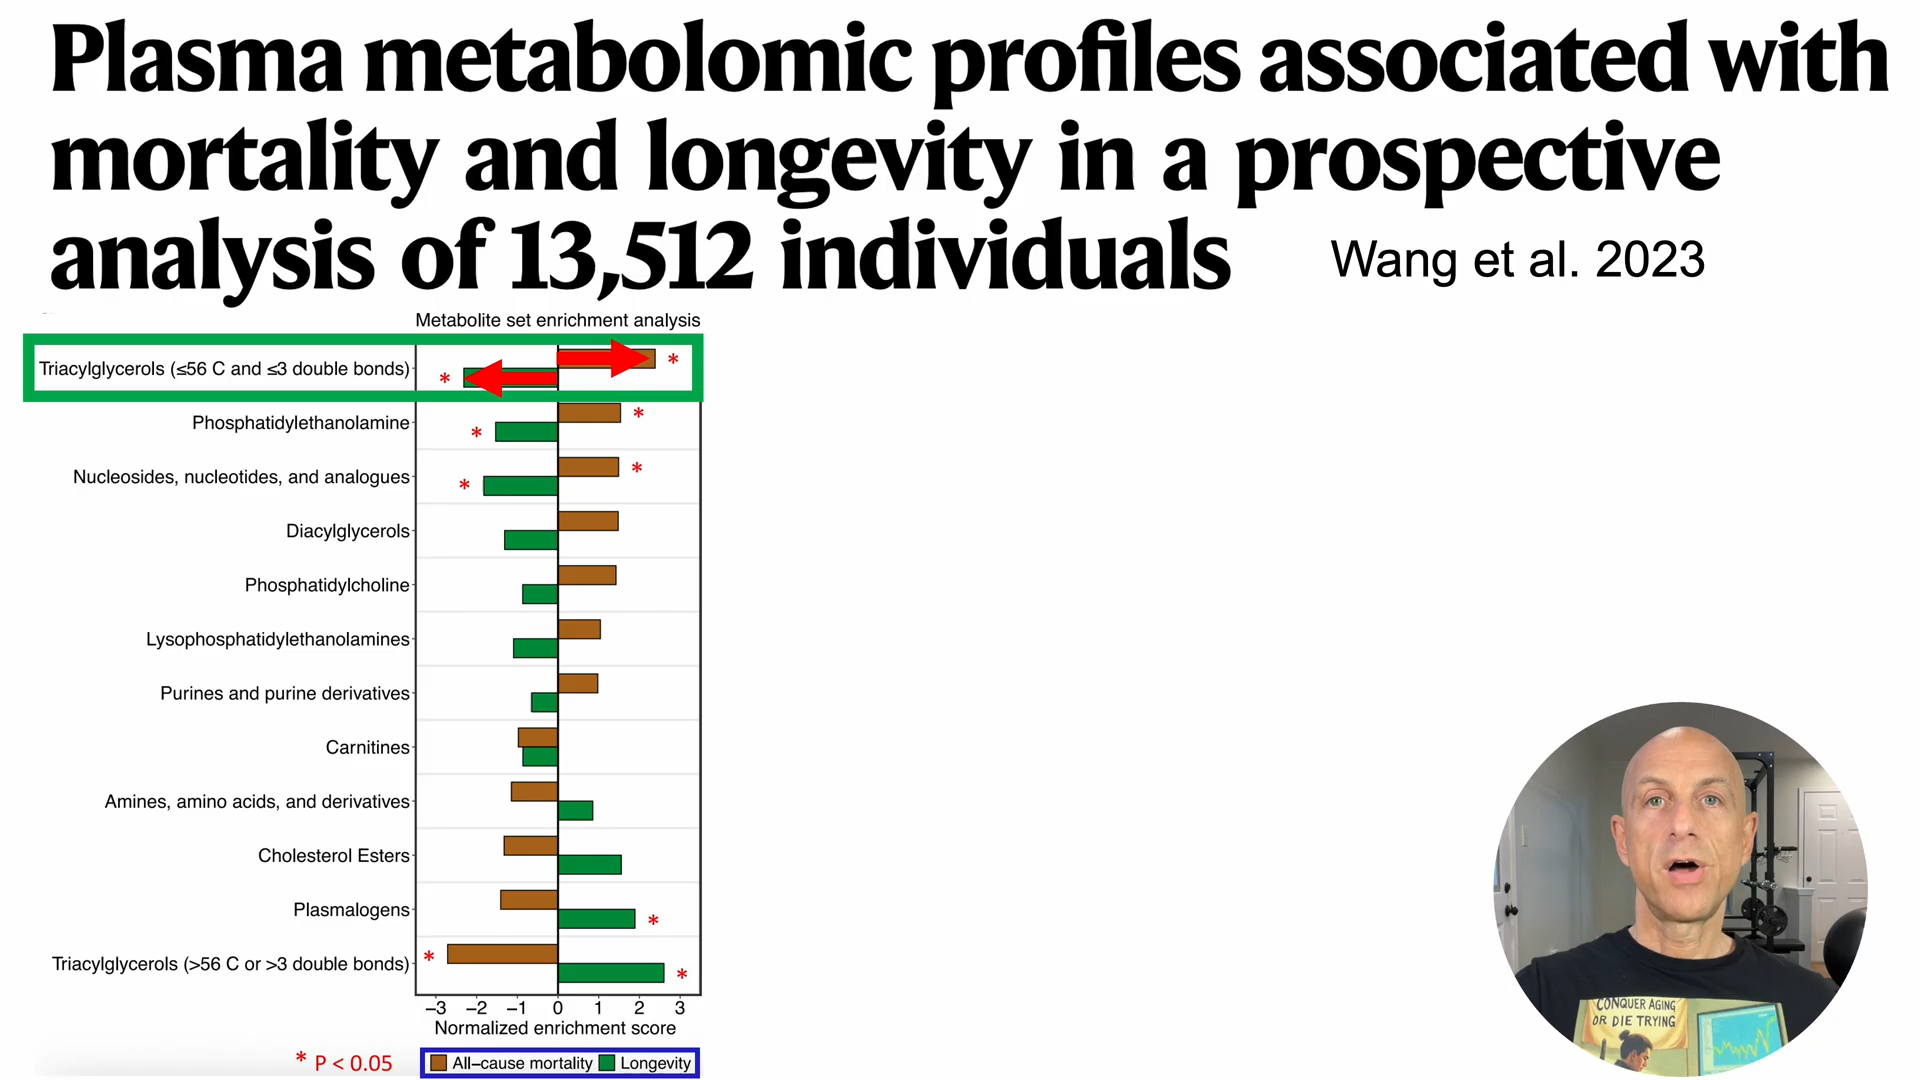 Plasma metabolomic profiles associated with
mortality and longevity in a prospective
analysis of 13,512 individuals
Wang et al. 2023
Metabolite set enrichment analysis
Triacylglycerols (≤56 C and ≤3 double bonds)
*
*
Phosphatidylethanolamine
*
*
Nucleosides, nucleotides, and analogues
*
*
Diacylglycerols
Phosphatidylcholine
Lysophosphatidylethanolamines
Purines and purine derivatives
Carnitines
Amines, amino acids, and derivatives
Cholesterol Esters
Plasmalogens
*
Triacylglycerols (>56 C or >3 double bonds)
*
*
−3 −2 −1 0 1 2 3
Normalized enrichment score
* P < 0.05
All−cause mortality Longevity
CONQUER AGING
OR DIE TRYING